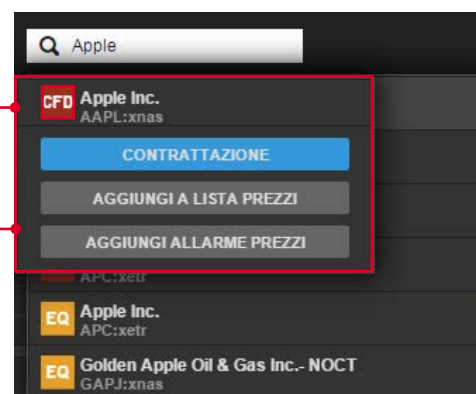 Apple
CFD Apple Inc.
AAPL:xnas
CONTRATTAZIONE
AGGIUNGI A LISTA PREZZI
AGGIUNGI ALLARME PREZZI
APC:xetr
EQ Apple Inc.
APC:xetr
EQ Golden Apple Oil & Gas Inc.- NOCT
GAPJ:xnas